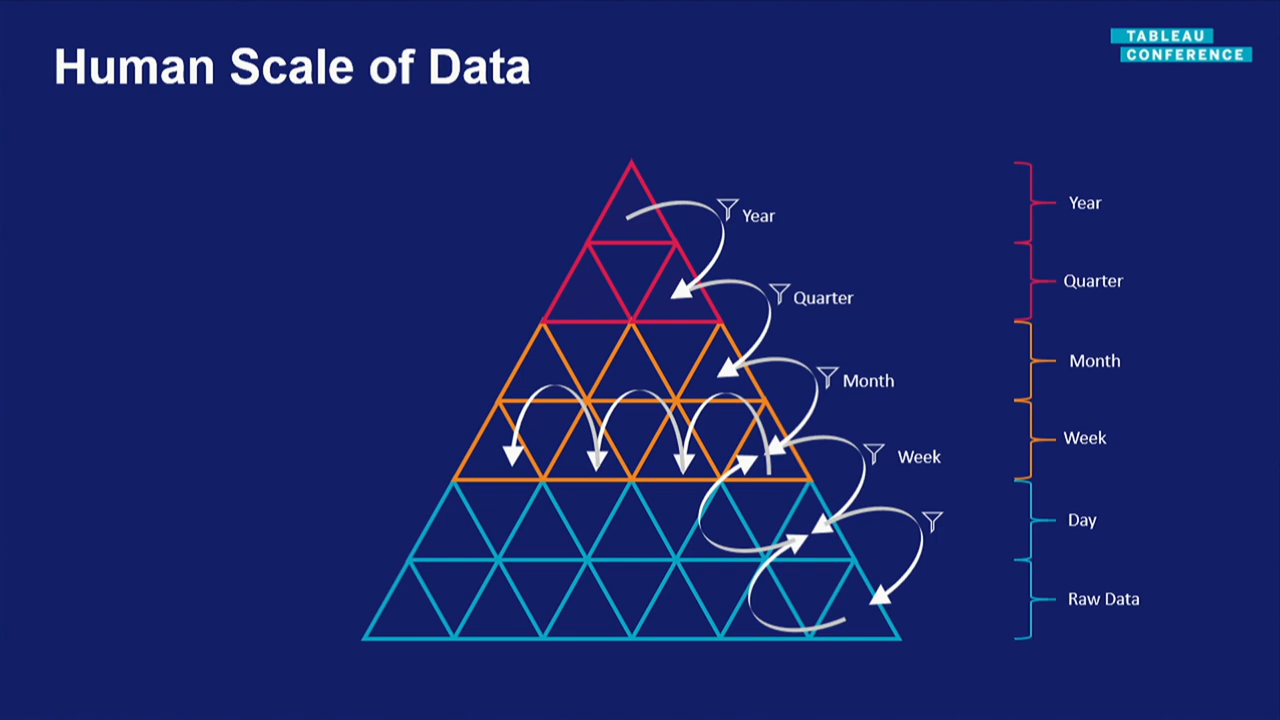 Human Scale of Data
TABLEAU
CONFERENCE
Year
Year
Quarter
Quarter
Month
Month
Week
Week
Day
Raw Data